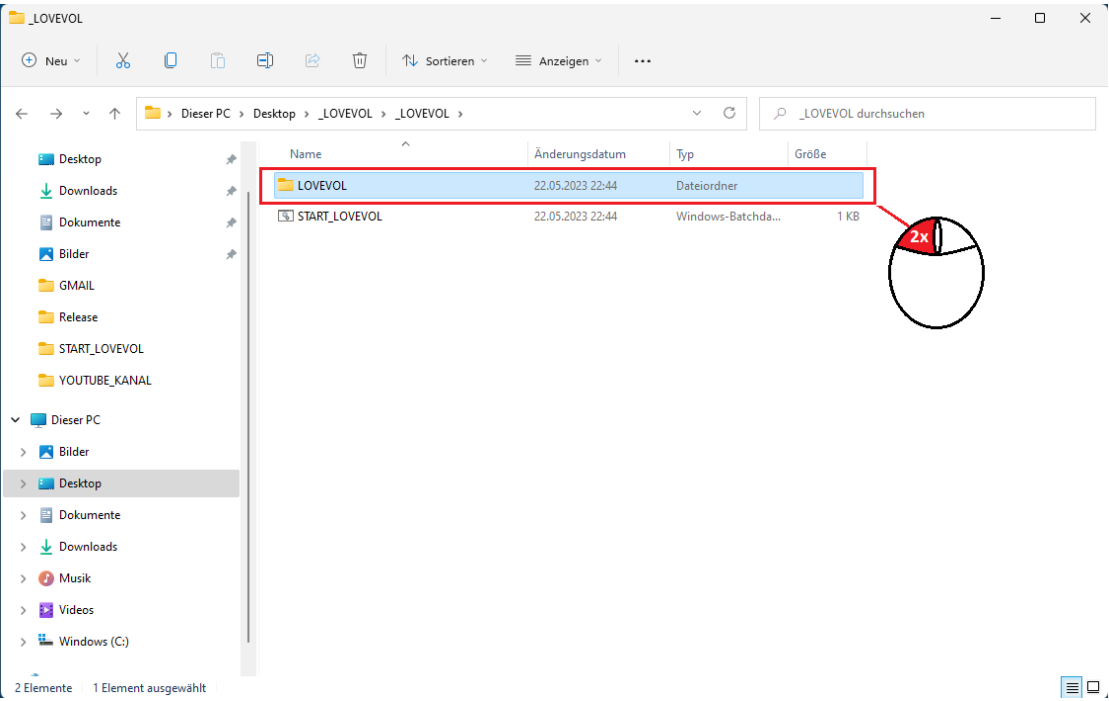 _LOVEVOL
Neu
Sortieren
Anzeigen
Dieser PC > Desktop > _LOVEVOL > _LOVEVOL >
_LOVEVOL durchsuchen
Desktop
Downloads
Dokumente
Bilder
GMAIL
Release
START_LOVEVOL
YOUTUBE_KANAL
Dieser PC
Bilder
Desktop
Dokumente
Downloads
Musik
Videos
Windows (C:)
Name Änderungsdatum Typ Größe
LOVEVOL 22.05.2023 22:44 Dateiordner
START_LOVEVOL 22.05.2023 22:44 Windows-Batchda... 1 KB
2x
2 Elemente 1 Element ausgewählt